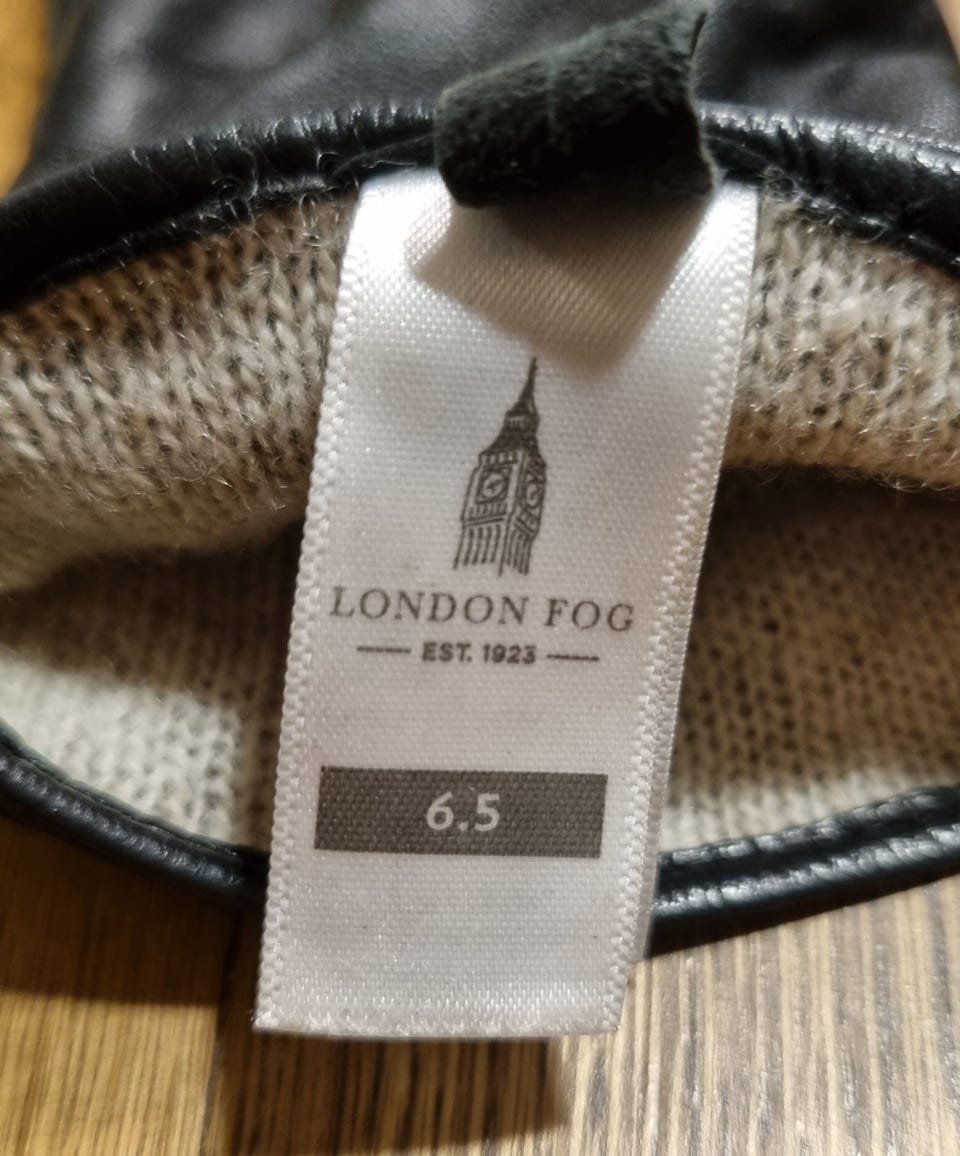 LONDON FOG
EST. 1923
6.5